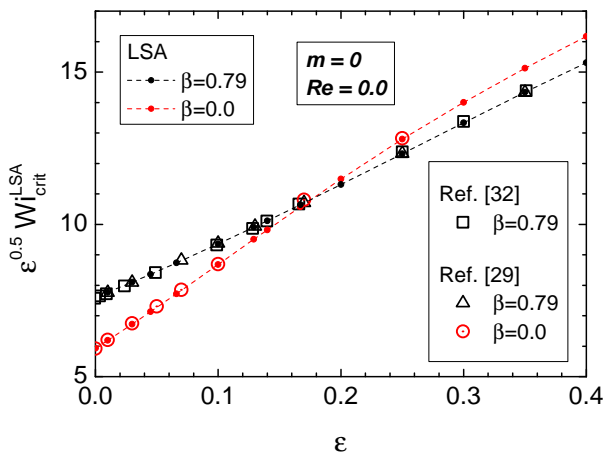 LSA
β=0.79
β=0.0
m = 0
Re = 0.0
15
10
5
ε^0.5 Wi_crit^LSA
Ref. [32]
β=0.79
Ref. [29]
β=0.79
β=0.0
0.0 0.1 0.2 0.3 0.4
ε